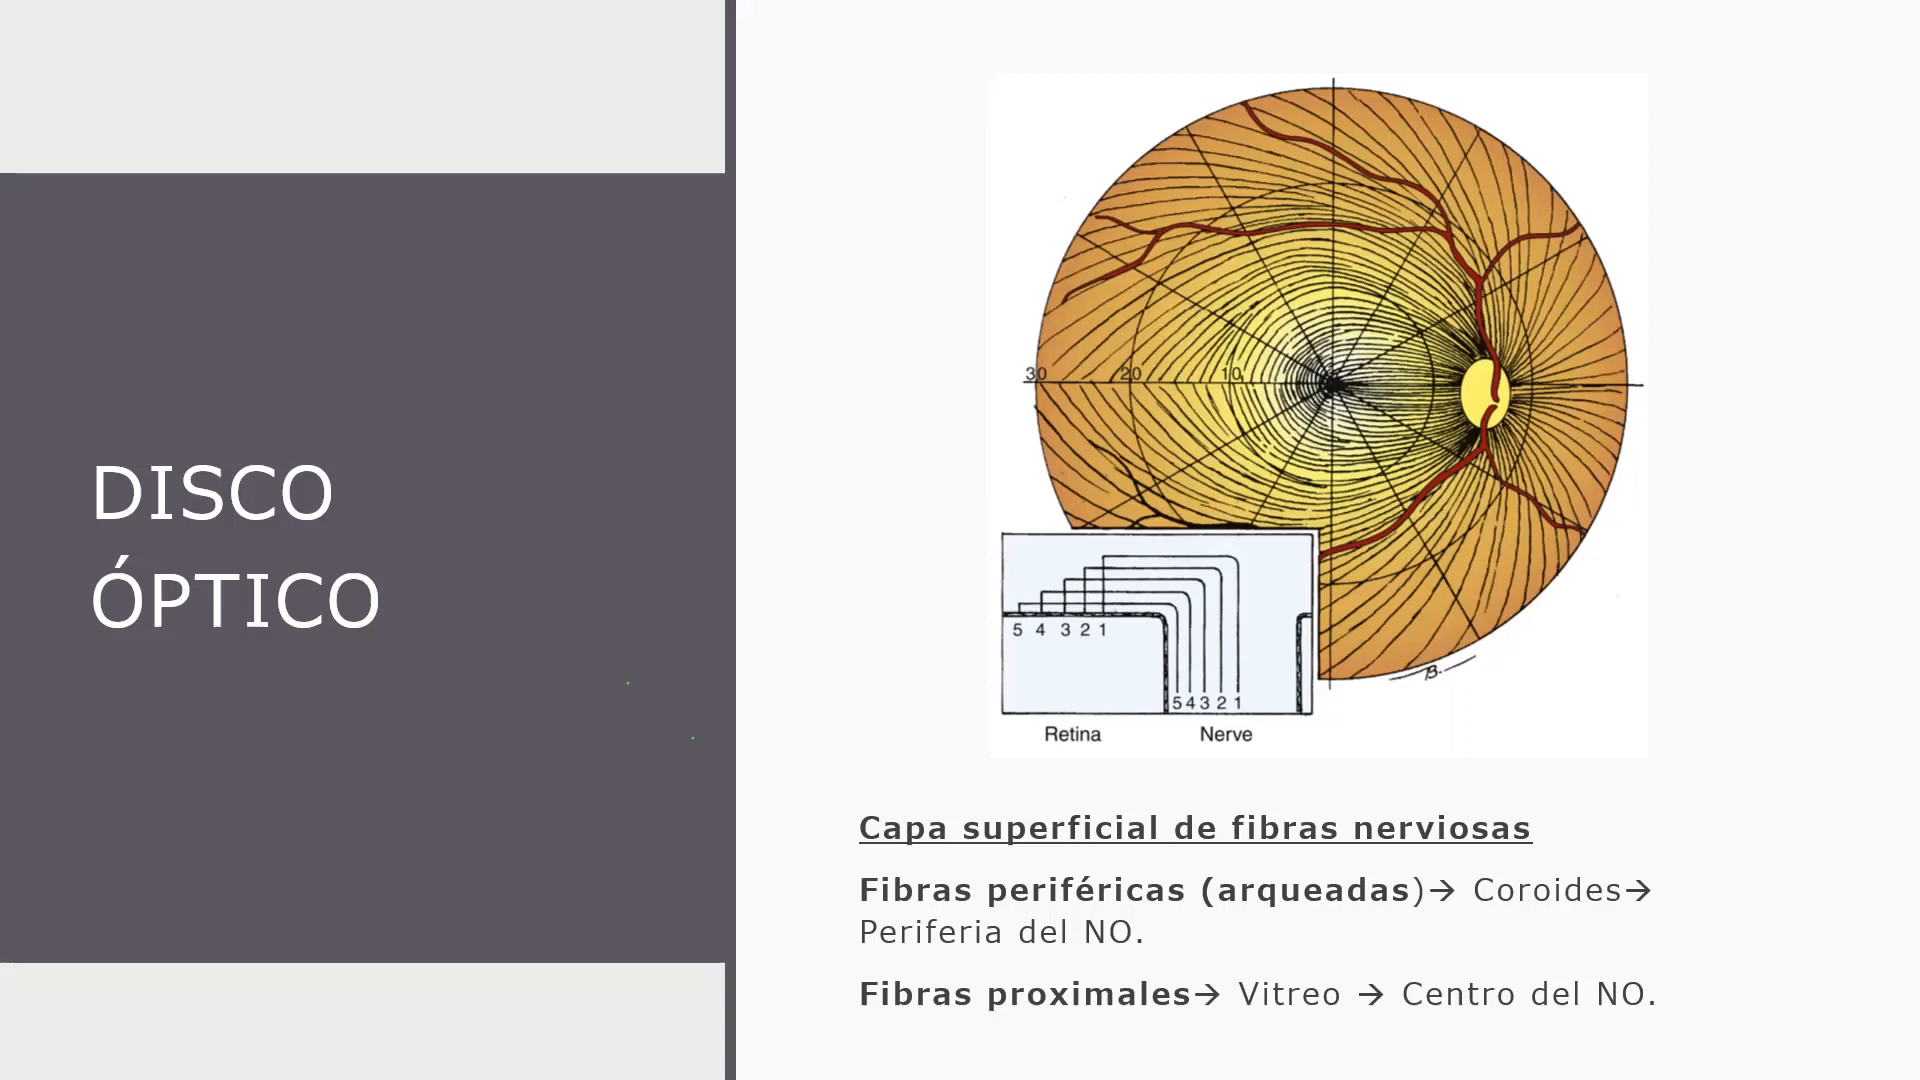 DISCO
ÓPTICO
30 20 10
5 4 3 2 1
5 4 3 2 1
Retina Nerve
Capa superficial de fibras nerviosas
Fibras periféricas (arqueadas)→ Coroides→
Periferia del NO.
Fibras proximales→ Vitreo → Centro del NO.